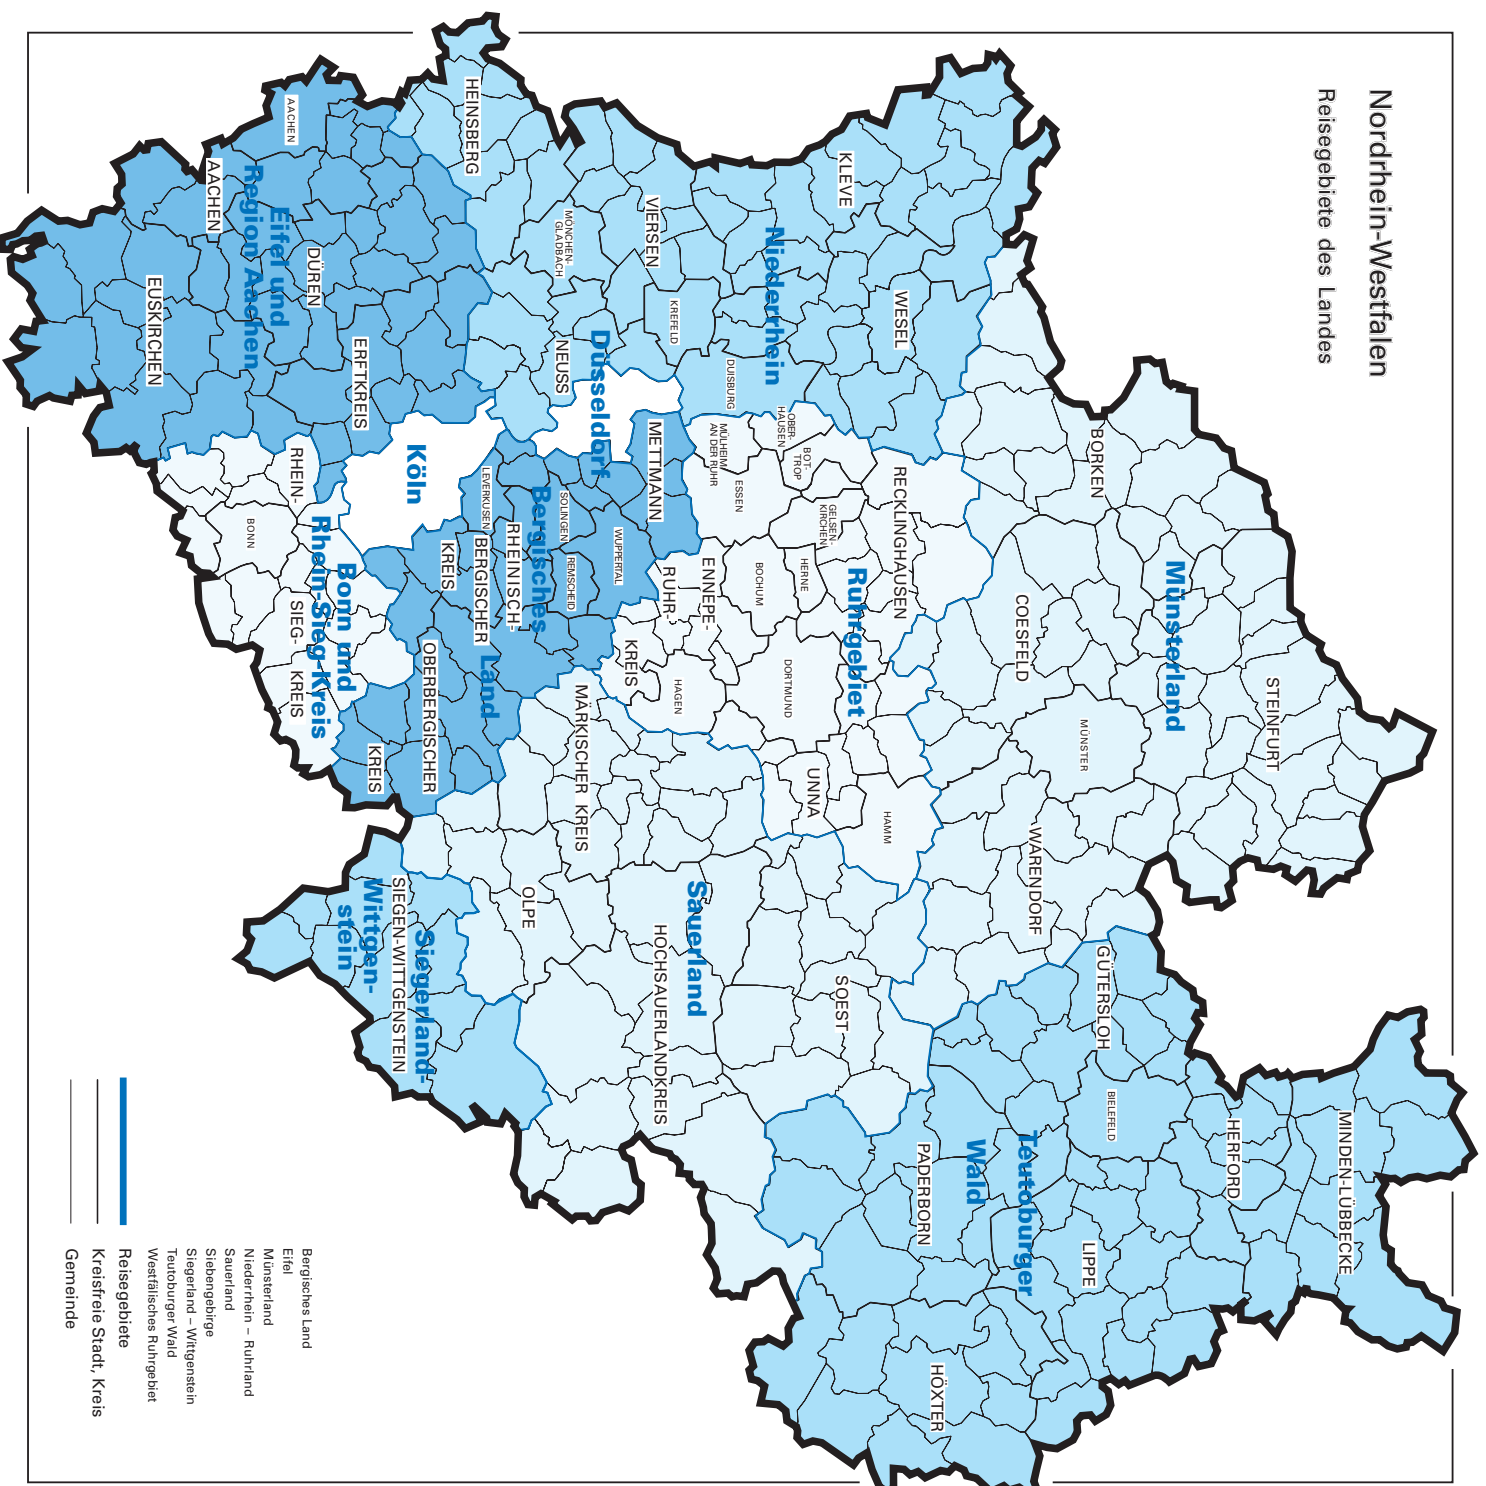 Nordrhein-Westfalen
Reisegebiete des Landes
STEINFURT
Münsterland
BORKEN
MÜNSTER
COESFELD
WARENDORF
MINDEN-LÜBBECKE
HERFORD
GÜTERSLOH
BIELEFELD
LIPPE
Teutoburger
Wald
PADERBORN
HÖXTER
KLEVE
WESEL
Niederrhein
VIERSEN
KREFELD
DUISBURG
MÖNCHEN-
GLADBACH
NEUSS
HEINSBERG
RECKLINGHAUSEN
Ruhrgebiet
OBER-
HAUSEN
BOT-
TROP
GELSEN-
KIRCHEN
MÜLHEIM
AN DER RUHR
ESSEN
HERNE
BOCHUM
DORTMUND
HAMM
UNNA
ENNEPE-
RUHR-
KREIS
HAGEN
SOEST
Sauerland
HOCHSAUERLANDKREIS
MÄRKISCHER KREIS
OLPE
Düsseldorf
METTMANN
WUPPERTAL
SOLINGEN
REMSCHEID
Bergisches
Land
RHEINISCH-
BERGISCHER
KREIS
LEVERKUSEN
OBERBERGISCHER
KREIS
Köln
ERFTKREIS
DÜREN
Eifel und
Region Aachen
AACHEN
AACHEN
EUSKIRCHEN
Bonn und
Rhein-Sieg-Kreis
RHEIN-
SIEG-
KREIS
BONN
Siegerland-
Wittgen-
stein
SIEGEN-WITTGENSTEIN
Bergisches Land
Eifel
Münsterland
Niederrhein – Ruhrland
Sauerland
Siebengebirge
Siegerland – Wittgenstein
Teutoburger Wald
Westfälisches Ruhrgebiet
Reisegebiete
Kreisfreie Stadt, Kreis
Gemeinde